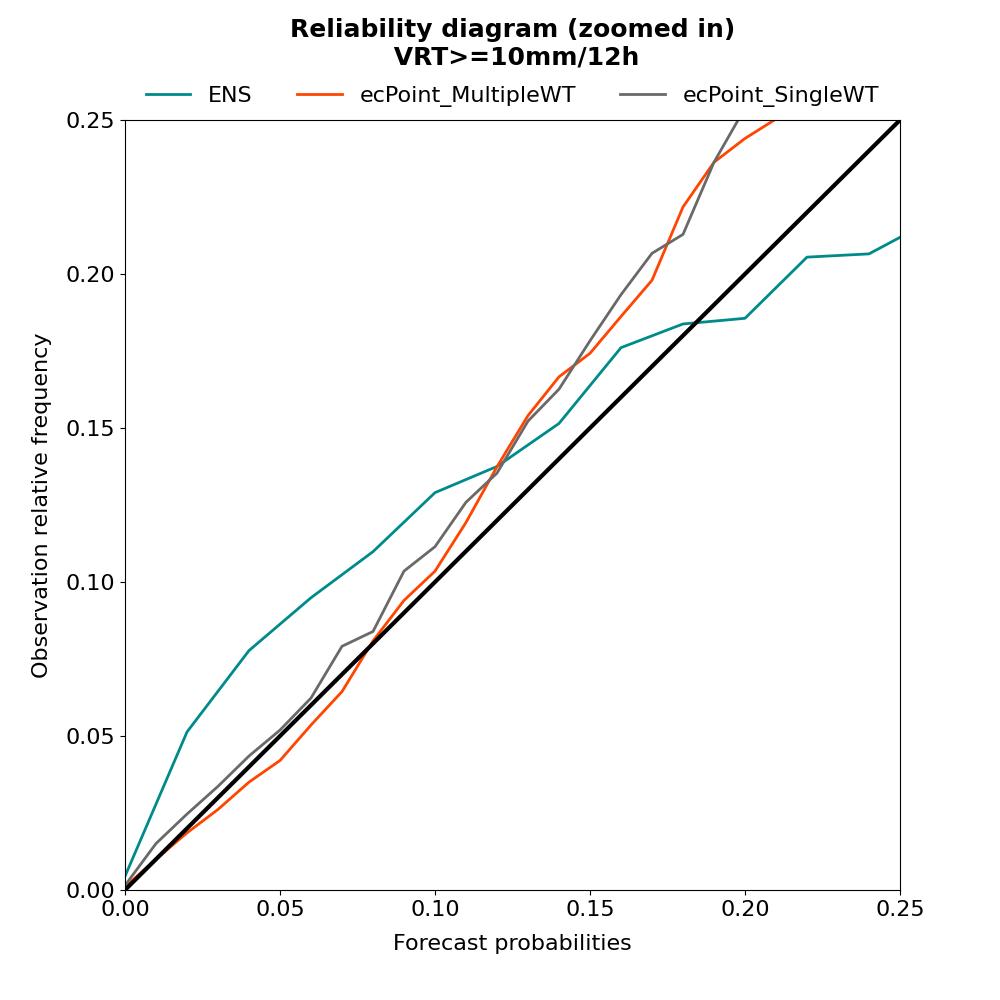 Reliability diagram (zoomed in)
VRT>=10mm/12h
ENS ecPoint_MultipleWT ecPoint_SingleWT
0.25
0.20
0.15
0.10
0.05
0.00
Observation relative frequency
0.00 0.05 0.10 0.15 0.20 0.25
Forecast probabilities